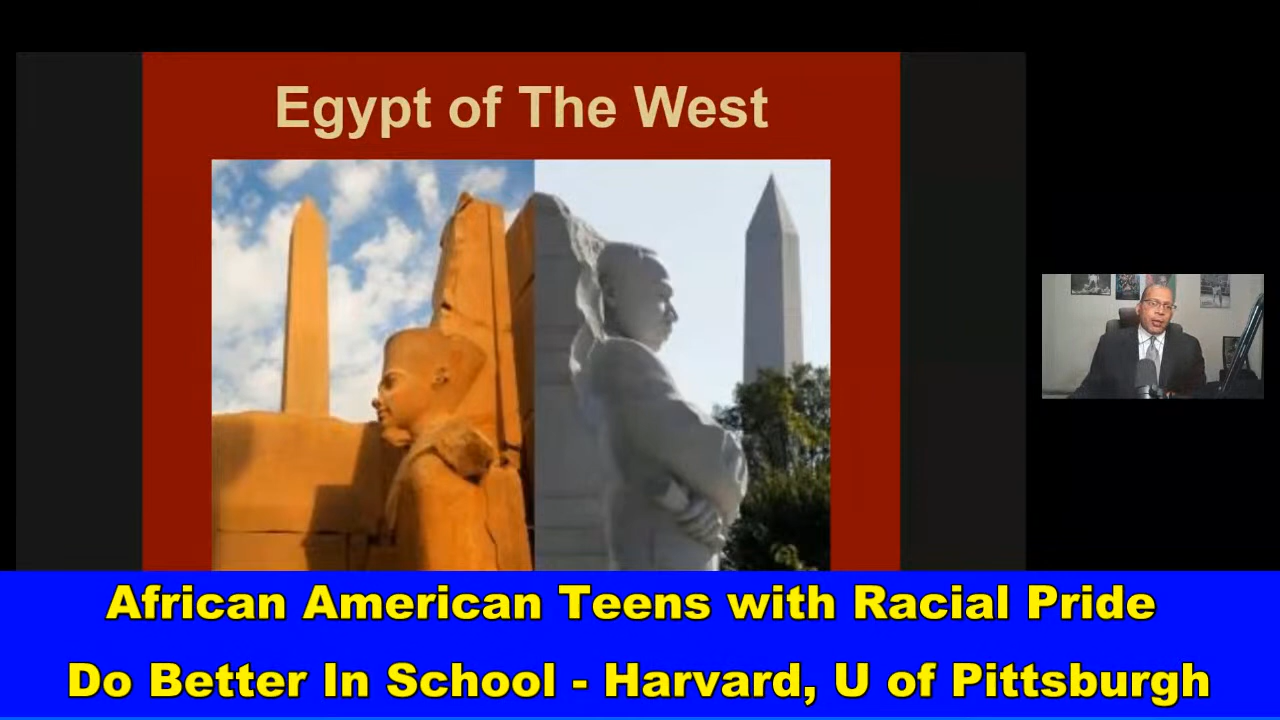 Egypt of The West
African American Teens with Racial Pride
Do Better In School - Harvard, U of Pittsburgh